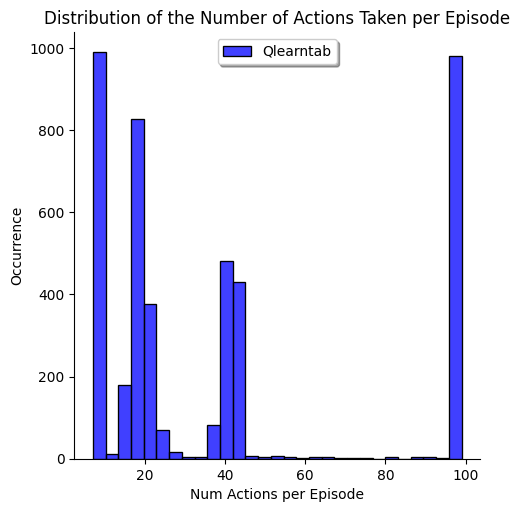 Distribution of the Number of Actions Taken per Episode
Qlearntab
1000
800
600
400
200
0
Occurrence
20 40 60 80 100
Num Actions per Episode